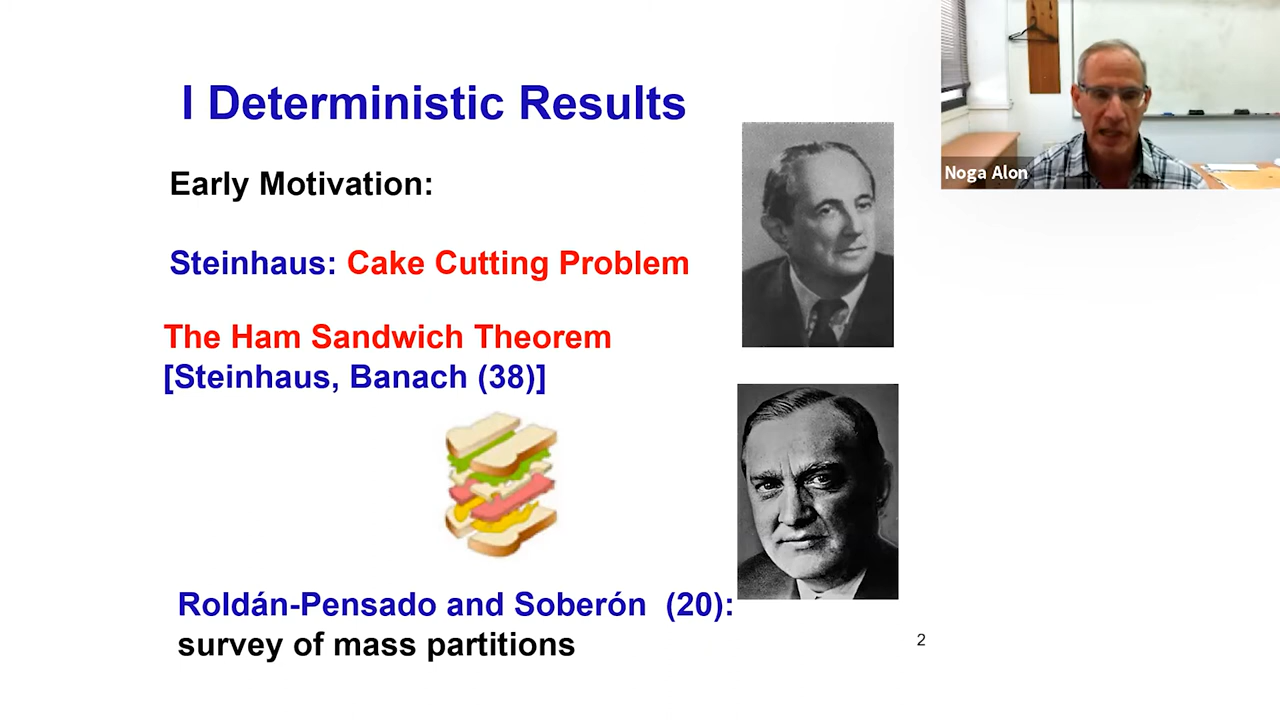 I Deterministic Results
Early Motivation:
Steinhaus: Cake Cutting Problem
The Ham Sandwich Theorem
[Steinhaus, Banach (38)]
Roldán-Pensado and Soberón (20):
survey of mass partitions
2
Noga Alon